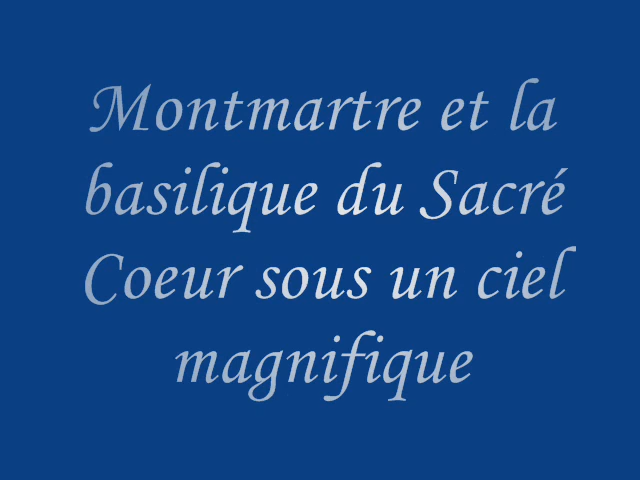 Montmartre et la
basilique du Sacré
Coeur sous un ciel
magnifique